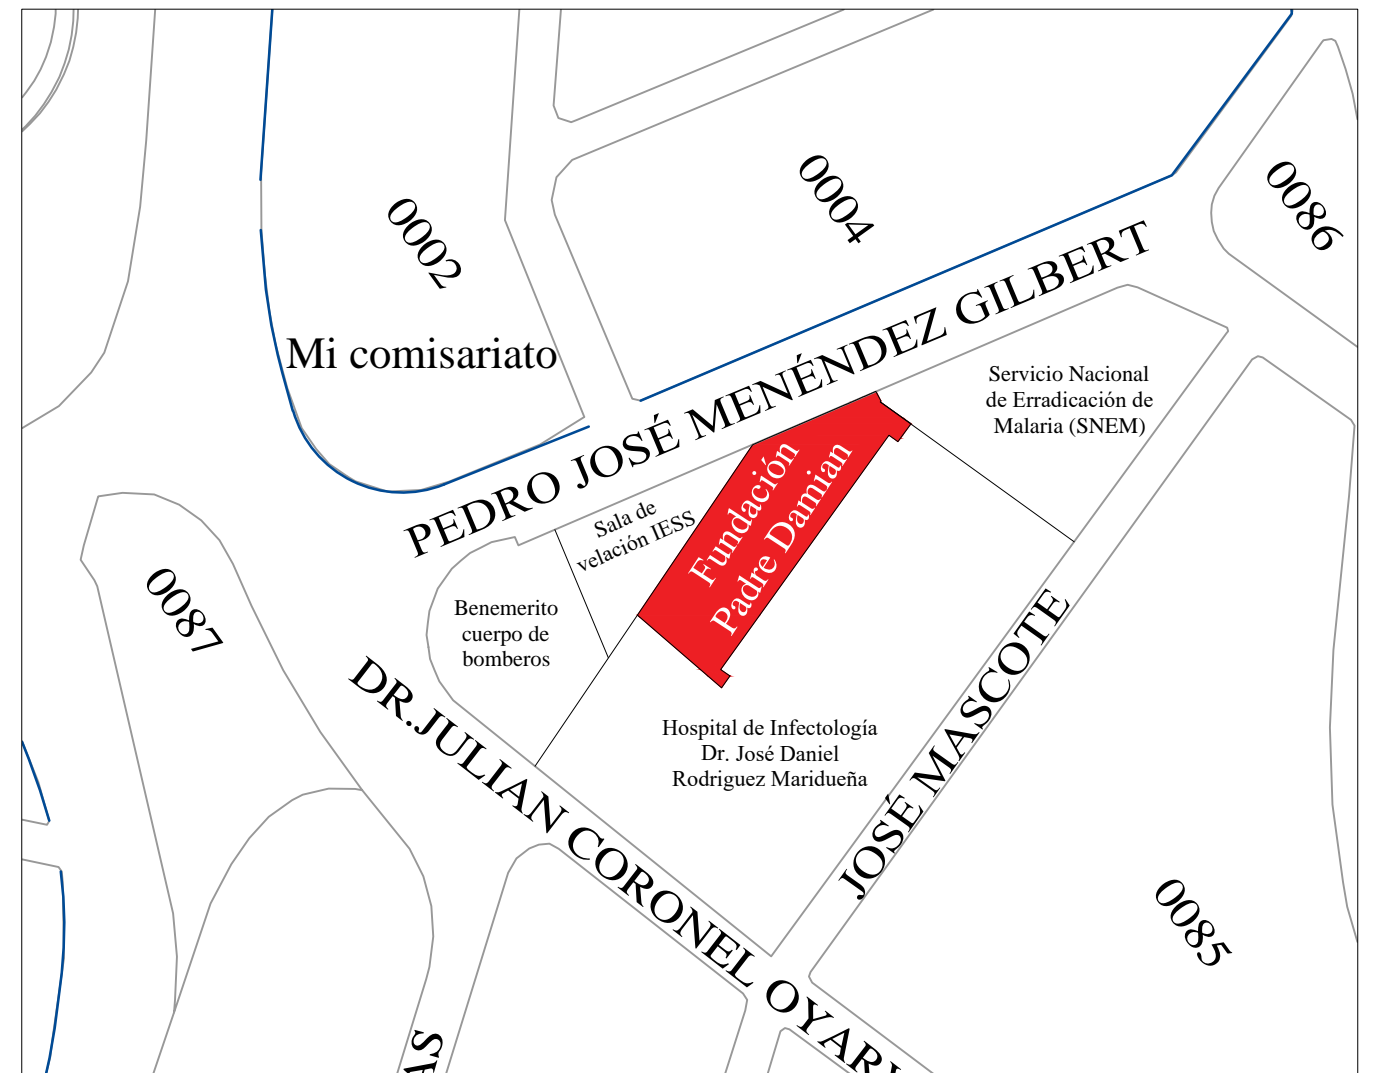 0002
0004
0086
Mi comisariato
PEDRO JOSÉ MENÉNDEZ GILBERT
Servicio Nacional
de Erradicación de
Malaria (SNEM)
Sala de
velación IESS
Fundación
Padre Damian
0087
Benemerito
cuerpo de
bomberos
DR.JULIAN CORONEL OYAR
Hospital de Infectología
Dr. José Daniel
Rodriguez Maridueña
JOSÉ MASCOTE
0085